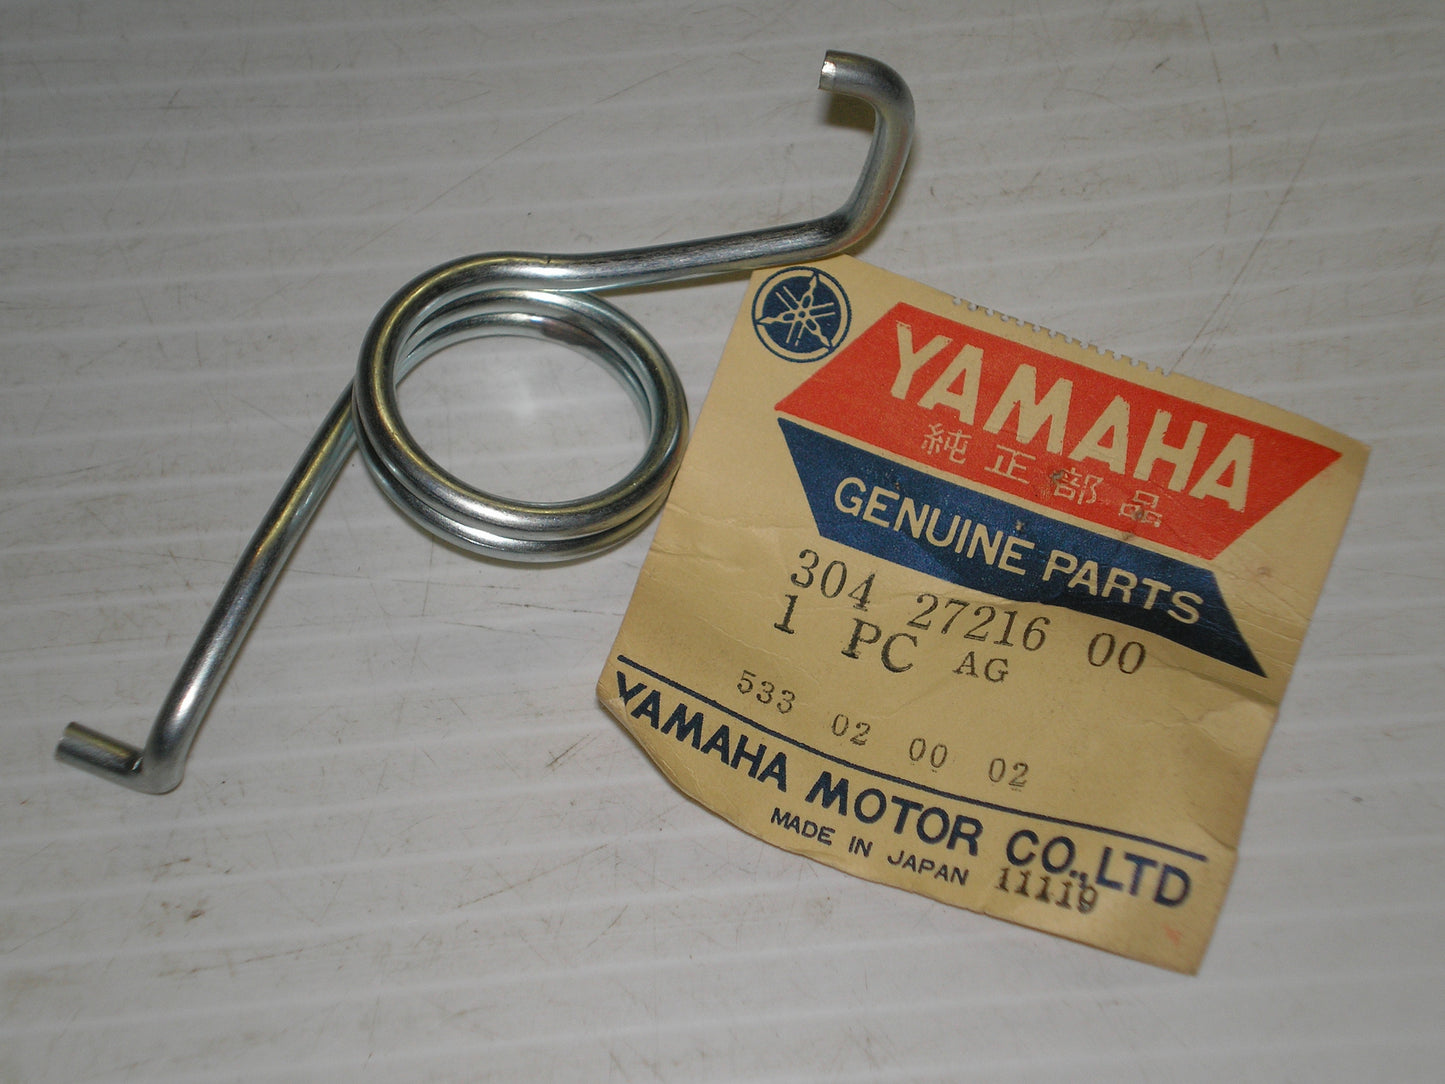 YAMAHA
純正部品
GENUINE PARTS
304 27216 00
1 PC AG
533 02 00 02
YAMAHA MOTOR CO., LTD
MADE IN JAPAN 11119